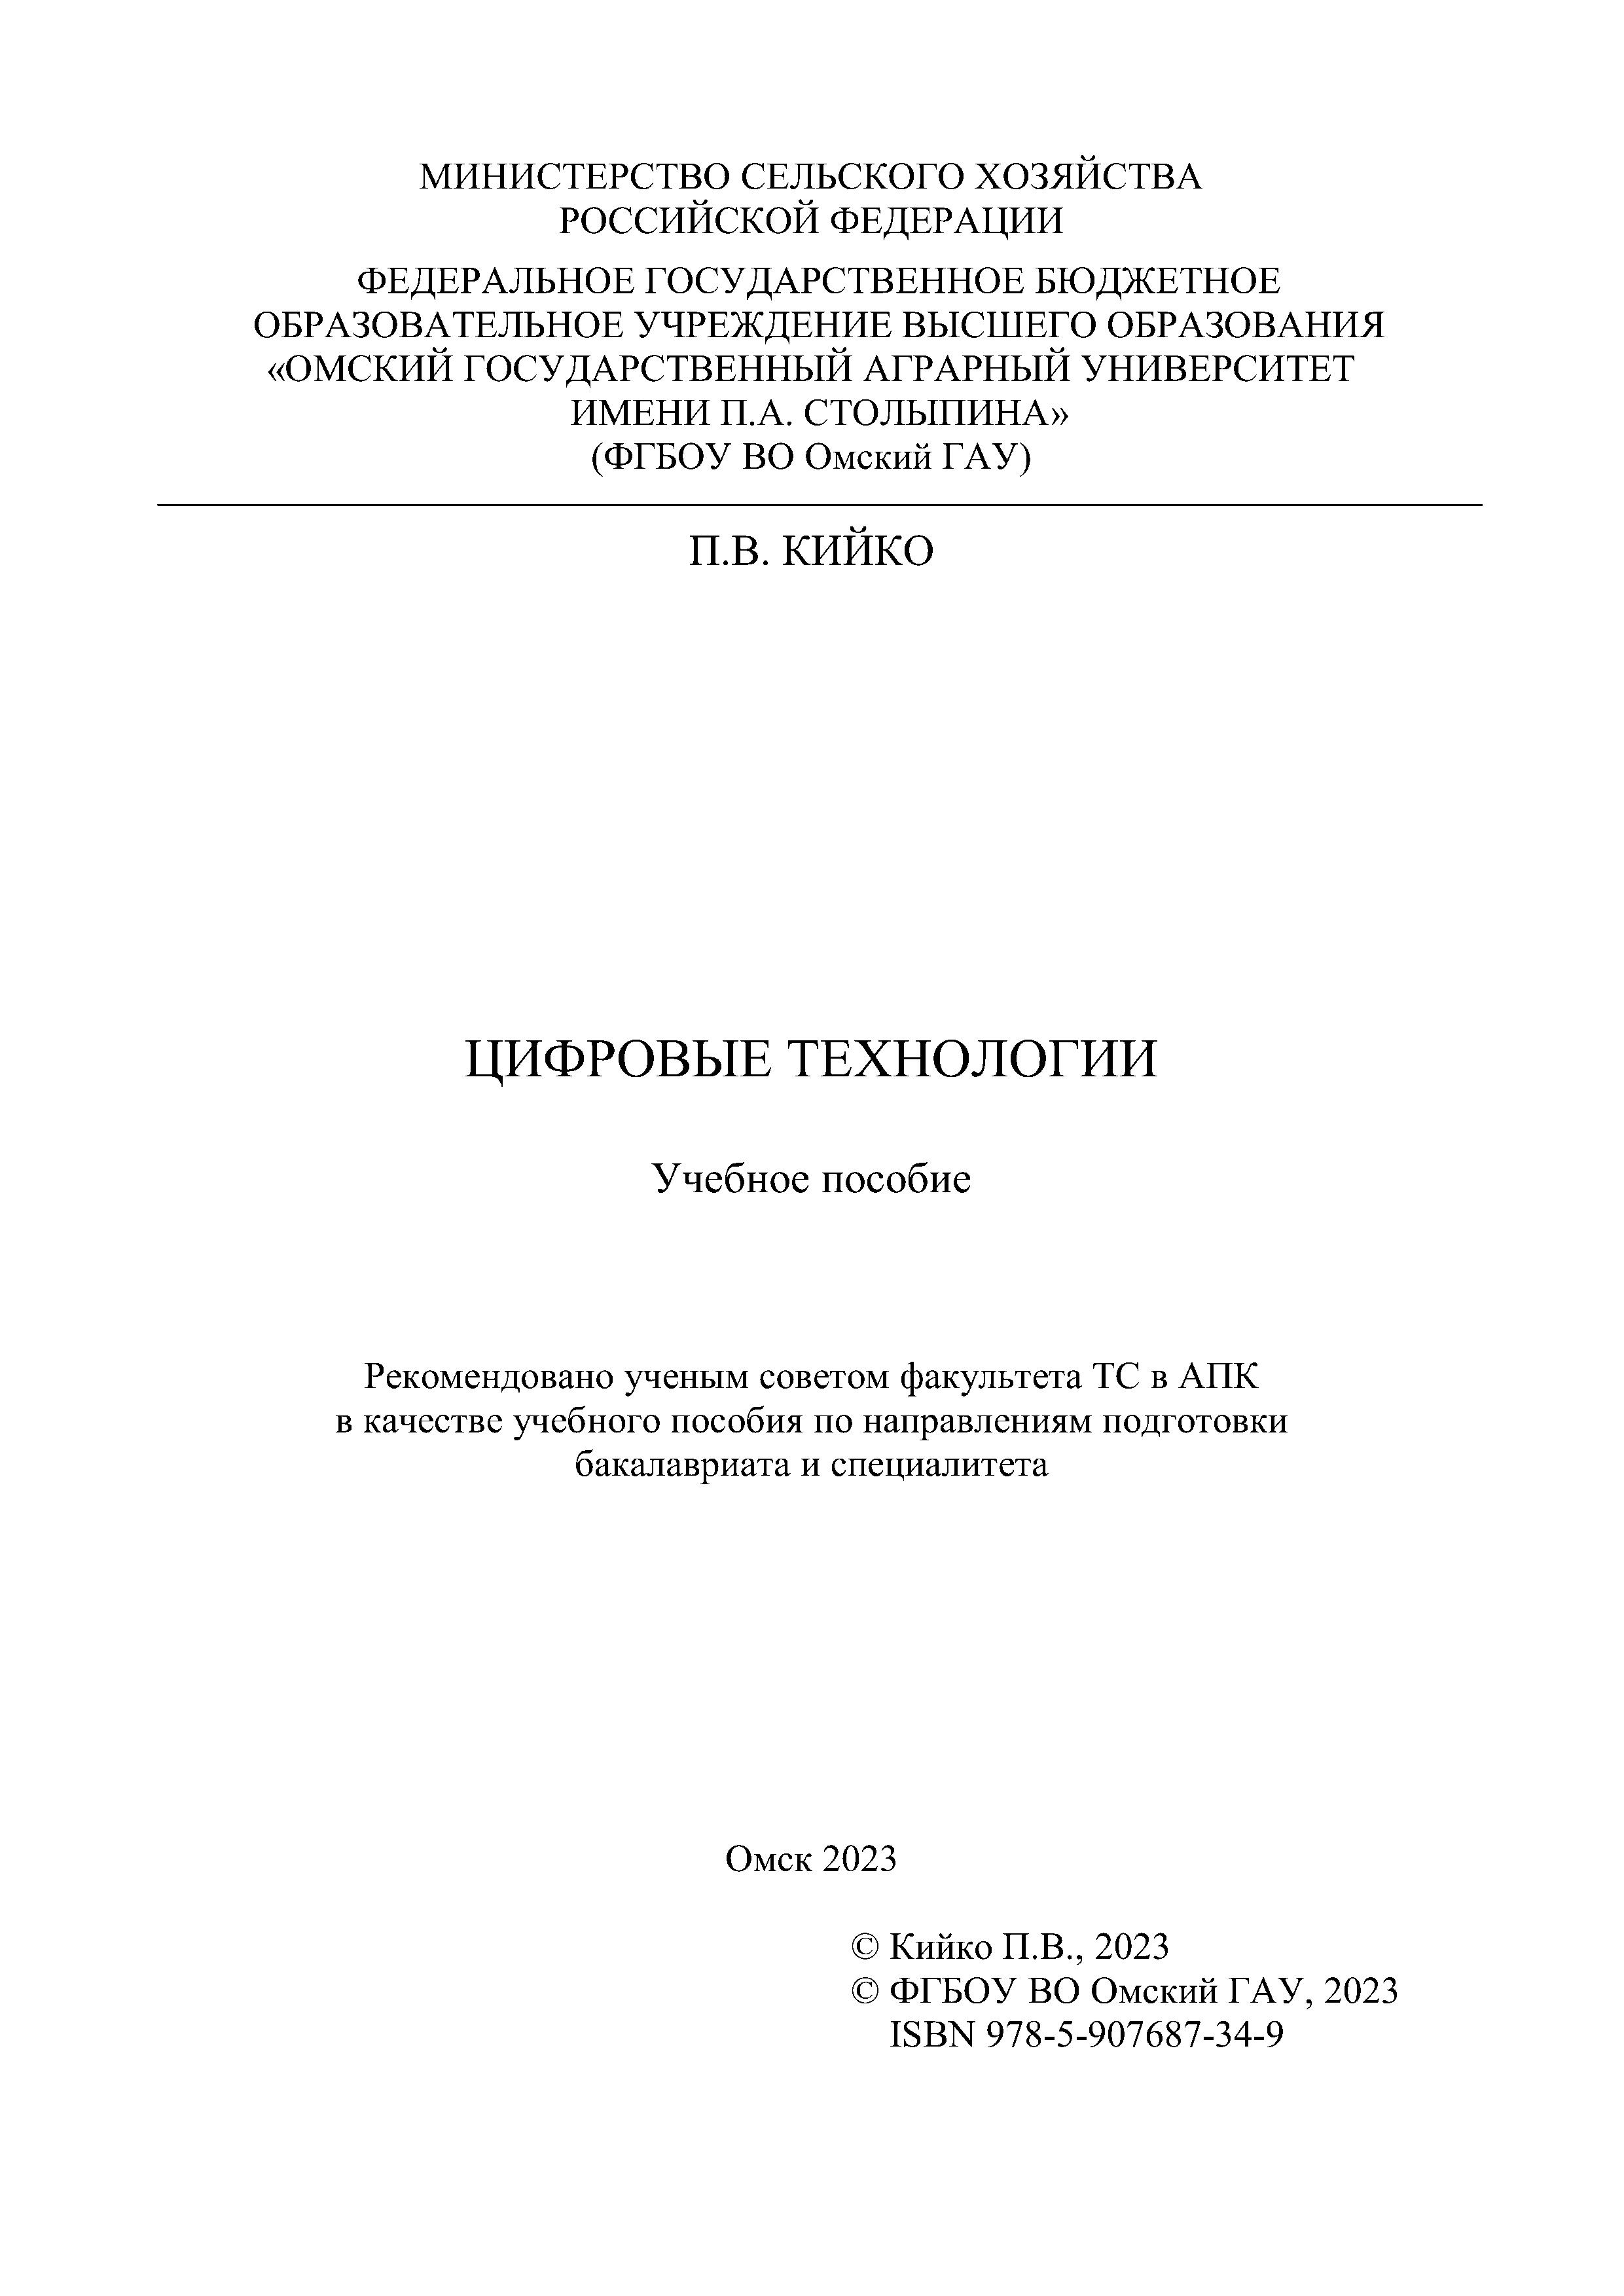 МИНИСТЕРСТВО СЕЛЬСКОГО ХОЗЯЙСТВА
РОССИЙСКОЙ ФЕДЕРАЦИИ
ФЕДЕРАЛЬНОЕ ГОСУДАРСТВЕННОЕ БЮДЖЕТНОЕ
ОБРАЗОВАТЕЛЬНОЕ УЧРЕЖДЕНИЕ ВЫСШЕГО ОБРАЗОВАНИЯ
«ОМСКИЙ ГОСУДАРСТВЕННЫЙ АГРАРНЫЙ УНИВЕРСИТЕТ
ИМЕНИ П.А. СТОЛЫПИНА»
(ФГБОУ ВО Омский ГАУ)
П.В. КИЙКО
ЦИФРОВЫЕ ТЕХНОЛОГИИ
Учебное пособие
Рекомендовано ученым советом факультета ТС в АПК
в качестве учебного пособия по направлениям подготовки
бакалавриата и специалитета
Омск 2023
© Кийко П.В., 2023
© ФГБОУ ВО Омский ГАУ, 2023
ISBN 978-5-907687-34-9